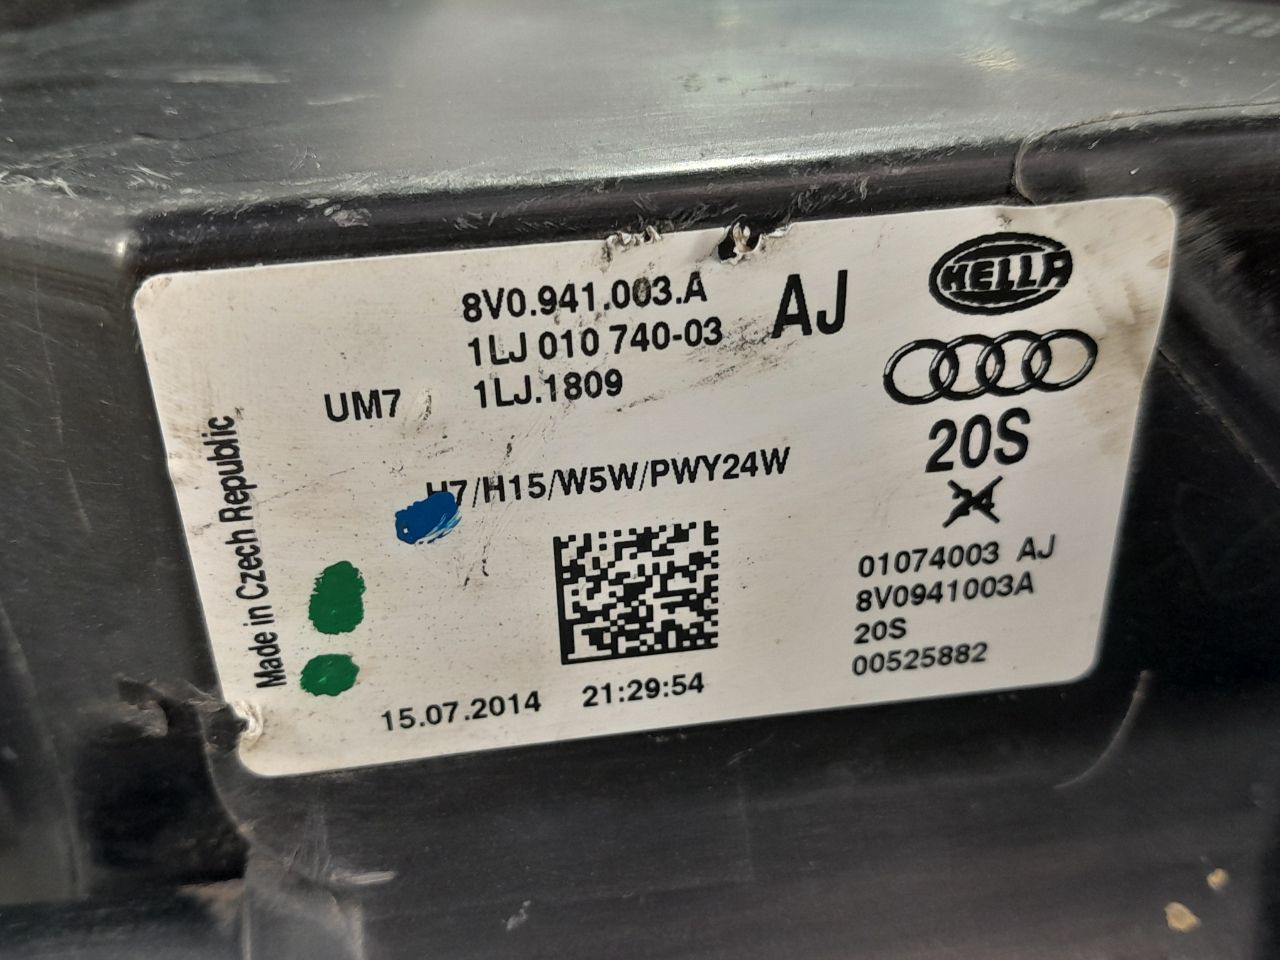 8V0.941.003.A
1LJ 010 740-03
1LJ.1809
AJ
UM7
HELLA
20S
24
H7/H15/W5W/PWY24W
Made in Czech Republic
01074003 AJ
8V0941003A
20S
00525882
15.07.2014 21:29:54